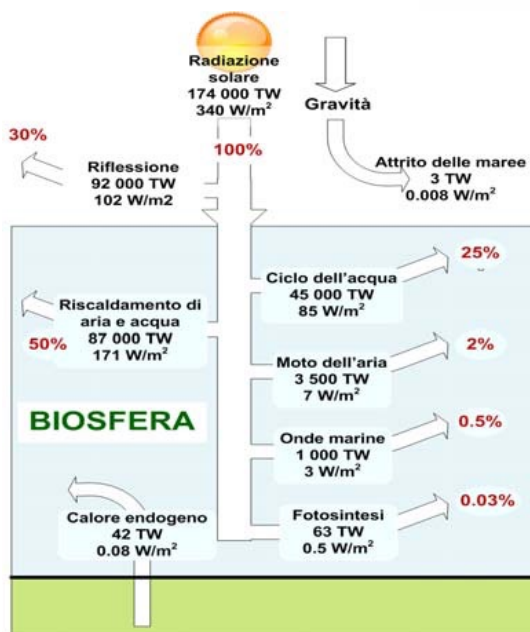 Radiazione
solare
174 000 TW
340 W/m²
Gravità
30%
100%
Riflessione
92 000 TW
102 W/m2
Attrito delle maree
3 TW
0.008 W/m²
25%
Ciclo dell'acqua
45 000 TW
85 W/m²
Riscaldamento di
aria e acqua
87 000 TW
171 W/m²
50%
2%
Moto dell'aria
3 500 TW
7 W/m²
BIOSFERA
0.5%
Onde marine
1 000 TW
3 W/m²
0.03%
Calore endogeno
42 TW
0.08 W/m²
Fotosintesi
63 TW
0.5 W/m²